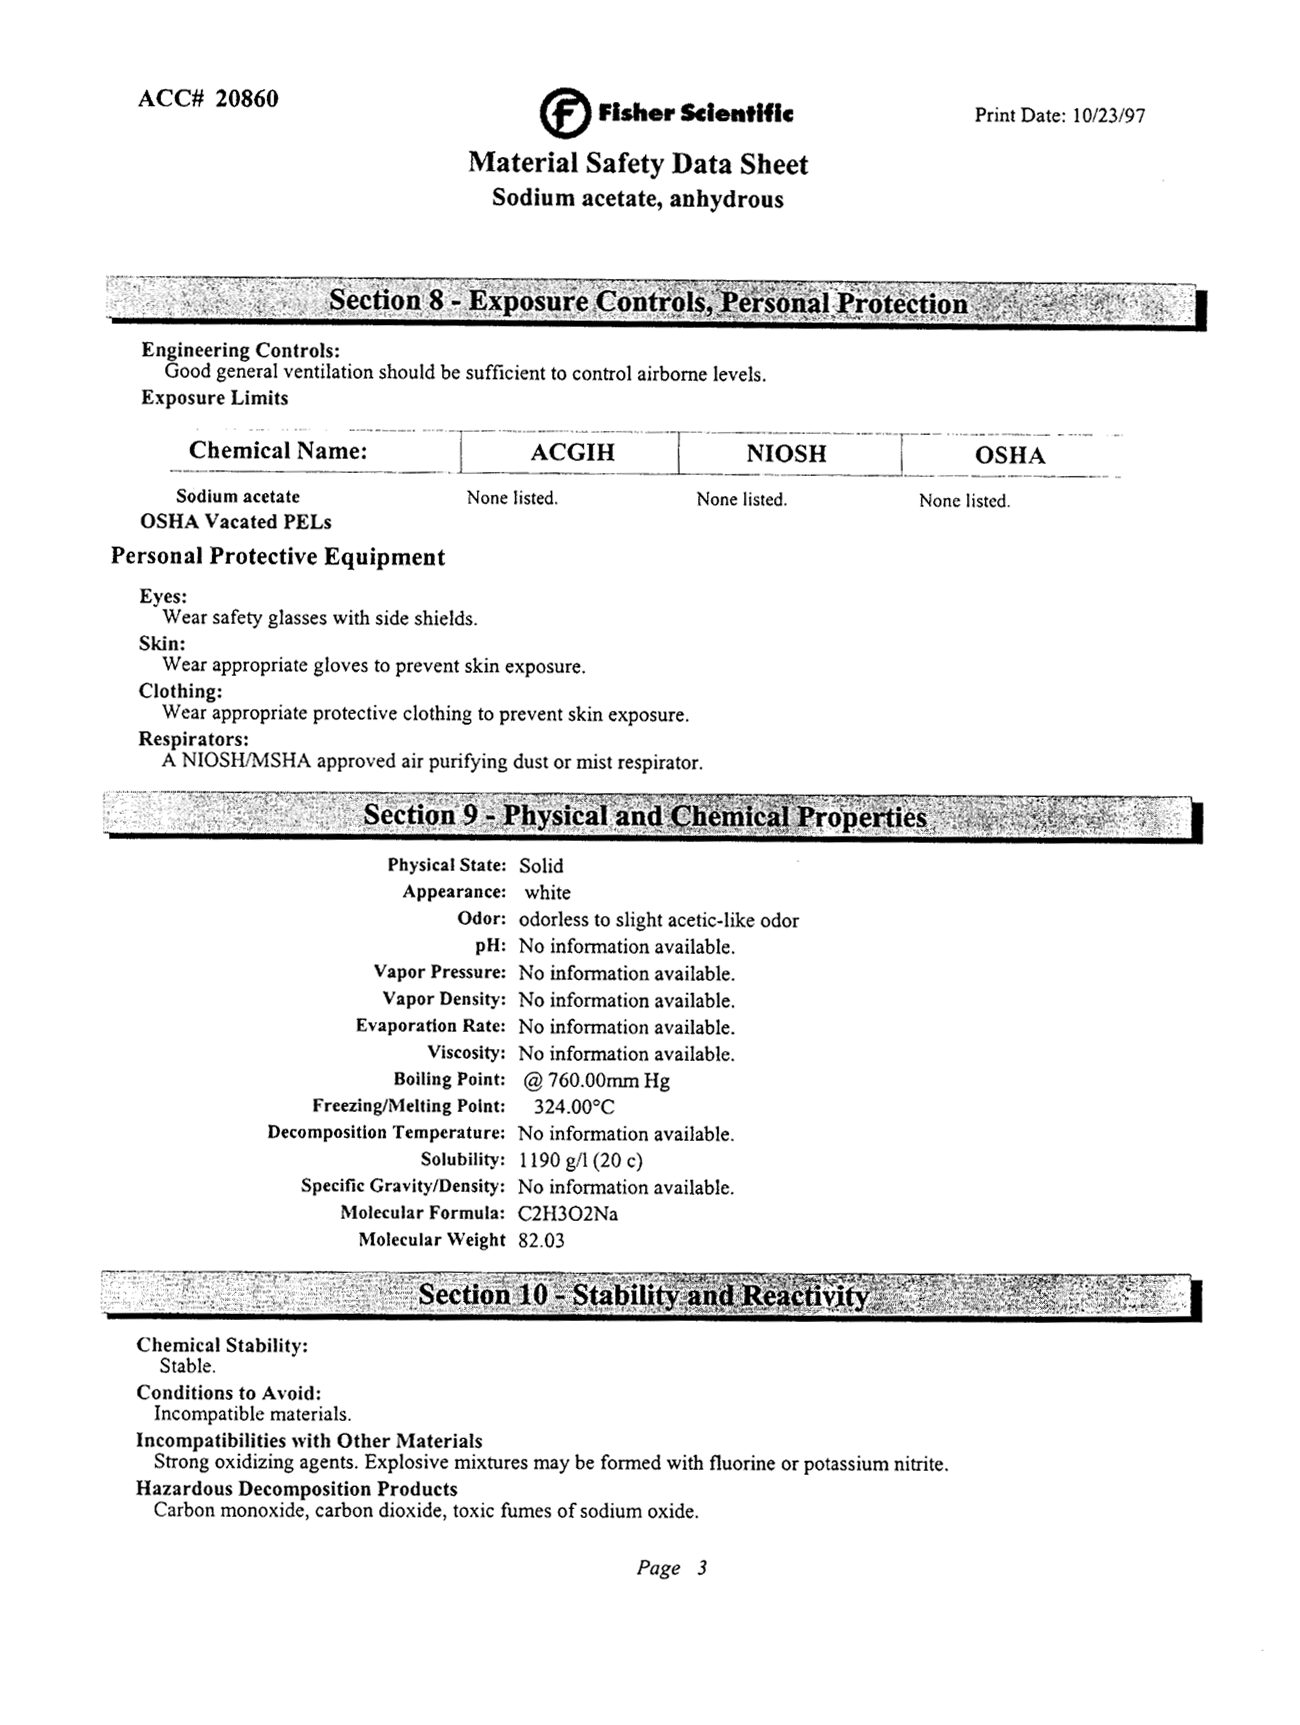 ACC# 20860
Fisher Scientific
Print Date: 10/23/97
Material Safety Data Sheet
Sodium acetate, anhydrous
Section 8 - Exposure Controls, Personal Protection
Engineering Controls:
Good general ventilation should be sufficient to control airborne levels.
Exposure Limits
Chemical Name: ACGIH NIOSH OSHA
Sodium acetate None listed. None listed. None listed.
OSHA Vacated PELs
Personal Protective Equipment
Eyes:
Wear safety glasses with side shields.
Skin:
Wear appropriate gloves to prevent skin exposure.
Clothing:
Wear appropriate protective clothing to prevent skin exposure.
Respirators:
A NIOSH/MSHA approved air purifying dust or mist respirator.
Section 9 - Physical and Chemical Properties
Physical State: Solid
Appearance: white
Odor: odorless to slight acetic-like odor
pH: No information available.
Vapor Pressure: No information available.
Vapor Density: No information available.
Evaporation Rate: No information available.
Viscosity: No information available.
Boiling Point: @ 760.00mm Hg
Freezing/Melting Point: 324.00°C
Decomposition Temperature: No information available.
Solubility: 1190 g/l (20 c)
Specific Gravity/Density: No information available.
Molecular Formula: C2H3O2Na
Molecular Weight 82.03
Section 10 - Stability and Reactivity
Chemical Stability:
Stable.
Conditions to Avoid:
Incompatible materials.
Incompatibilities with Other Materials
Strong oxidizing agents. Explosive mixtures may be formed with fluorine or potassium nitrite.
Hazardous Decomposition Products
Carbon monoxide, carbon dioxide, toxic fumes of sodium oxide.
Page 3